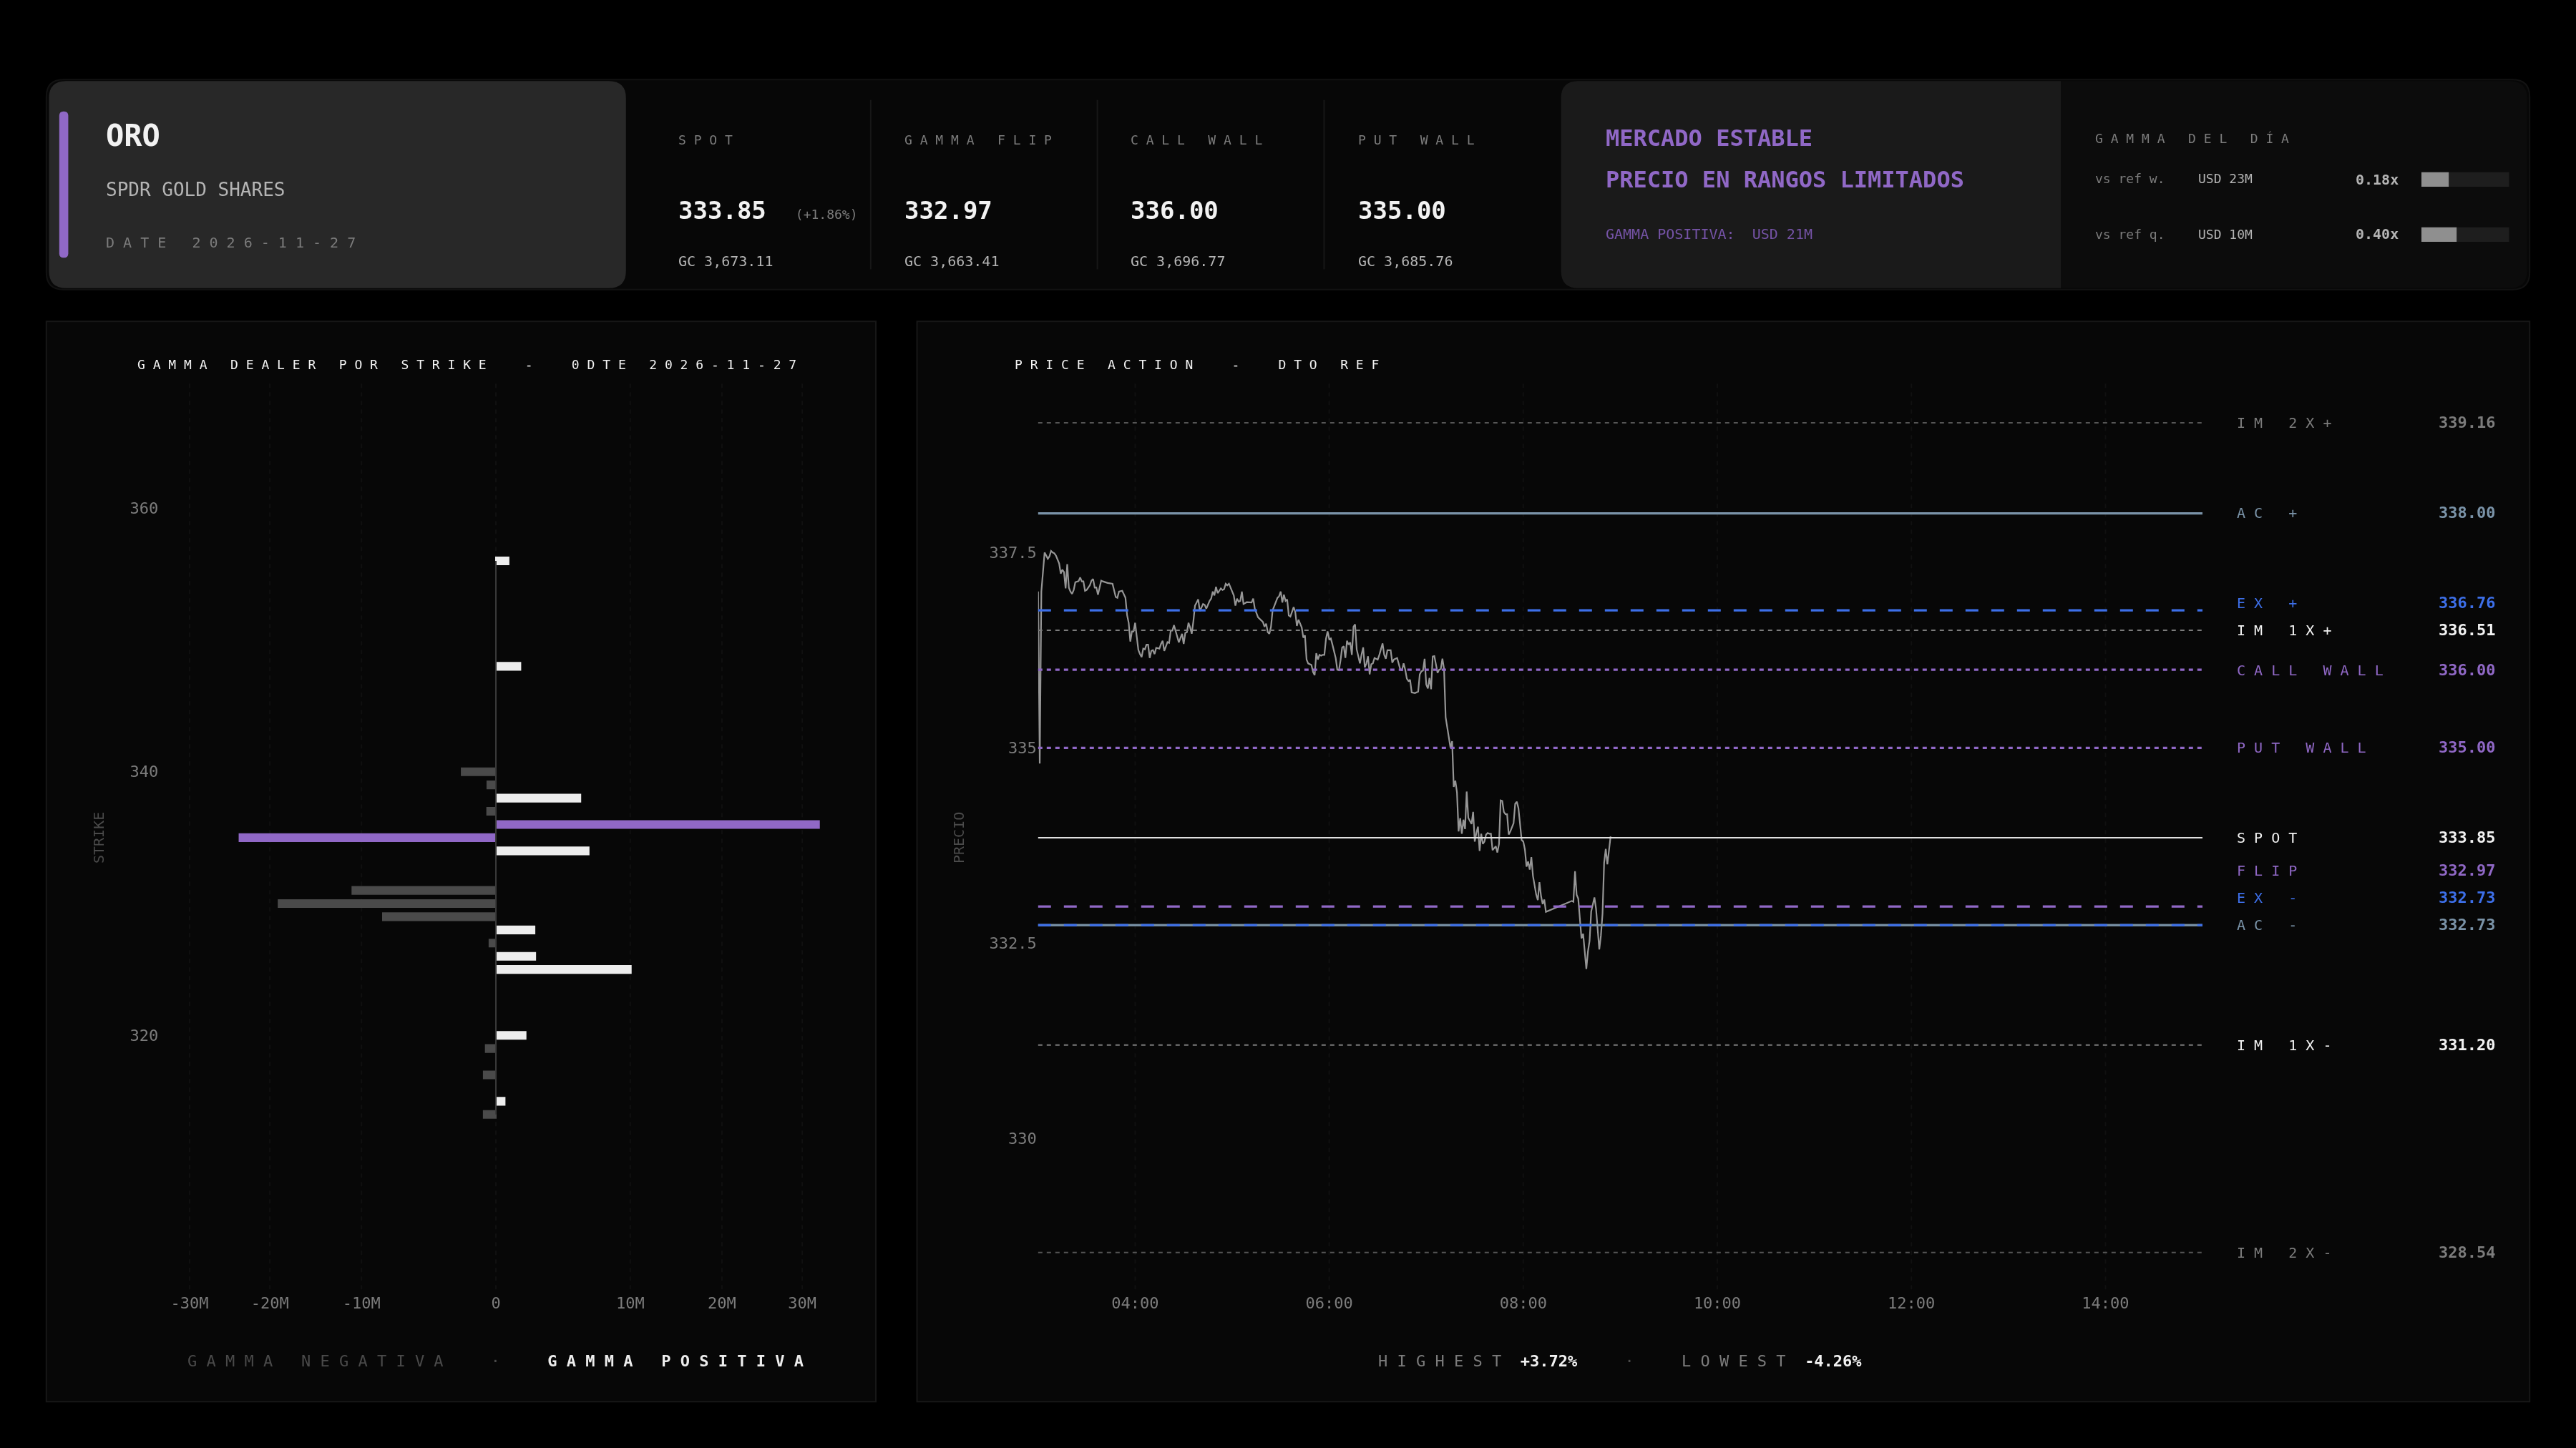 ORO
SPDR GOLD SHARES
DATE 2026-11-27
SPOT
333.85 (+1.86%)
GC 3,673.11
GAMMA FLIP
332.97
GC 3,663.41
CALL WALL
336.00
GC 3,696.77
PUT WALL
335.00
GC 3,685.76
MERCADO ESTABLE
PRECIO EN RANGOS LIMITADOS
GAMMA POSITIVA: USD 21M
GAMMA DEL DÍA
vs ref w. USD 23M 0.18x
vs ref q. USD 10M 0.40x
GAMMA DEALER POR STRIKE - 0DTE 2026-11-27
360
340
320
STRIKE
-30M -20M -10M 0 10M 20M 30M
GAMMA NEGATIVA · GAMMA POSITIVA
PRICE ACTION - DTO REF
337.5
335
332.5
330
PRECIO
IM 2X+ 339.16
AC + 338.00
EX + 336.76
IM 1X+ 336.51
CALL WALL 336.00
PUT WALL 335.00
SPOT 333.85
FLIP 332.97
EX - 332.73
AC - 332.73
IM 1X- 331.20
IM 2X- 328.54
04:00 06:00 08:00 10:00 12:00 14:00
HIGHEST +3.72% · LOWEST -4.26%